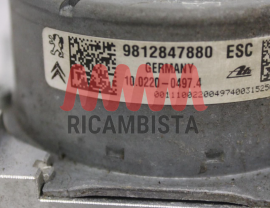 9812847880 ESC
GERMANY
10.0220-0497.4
RICAMBISTA